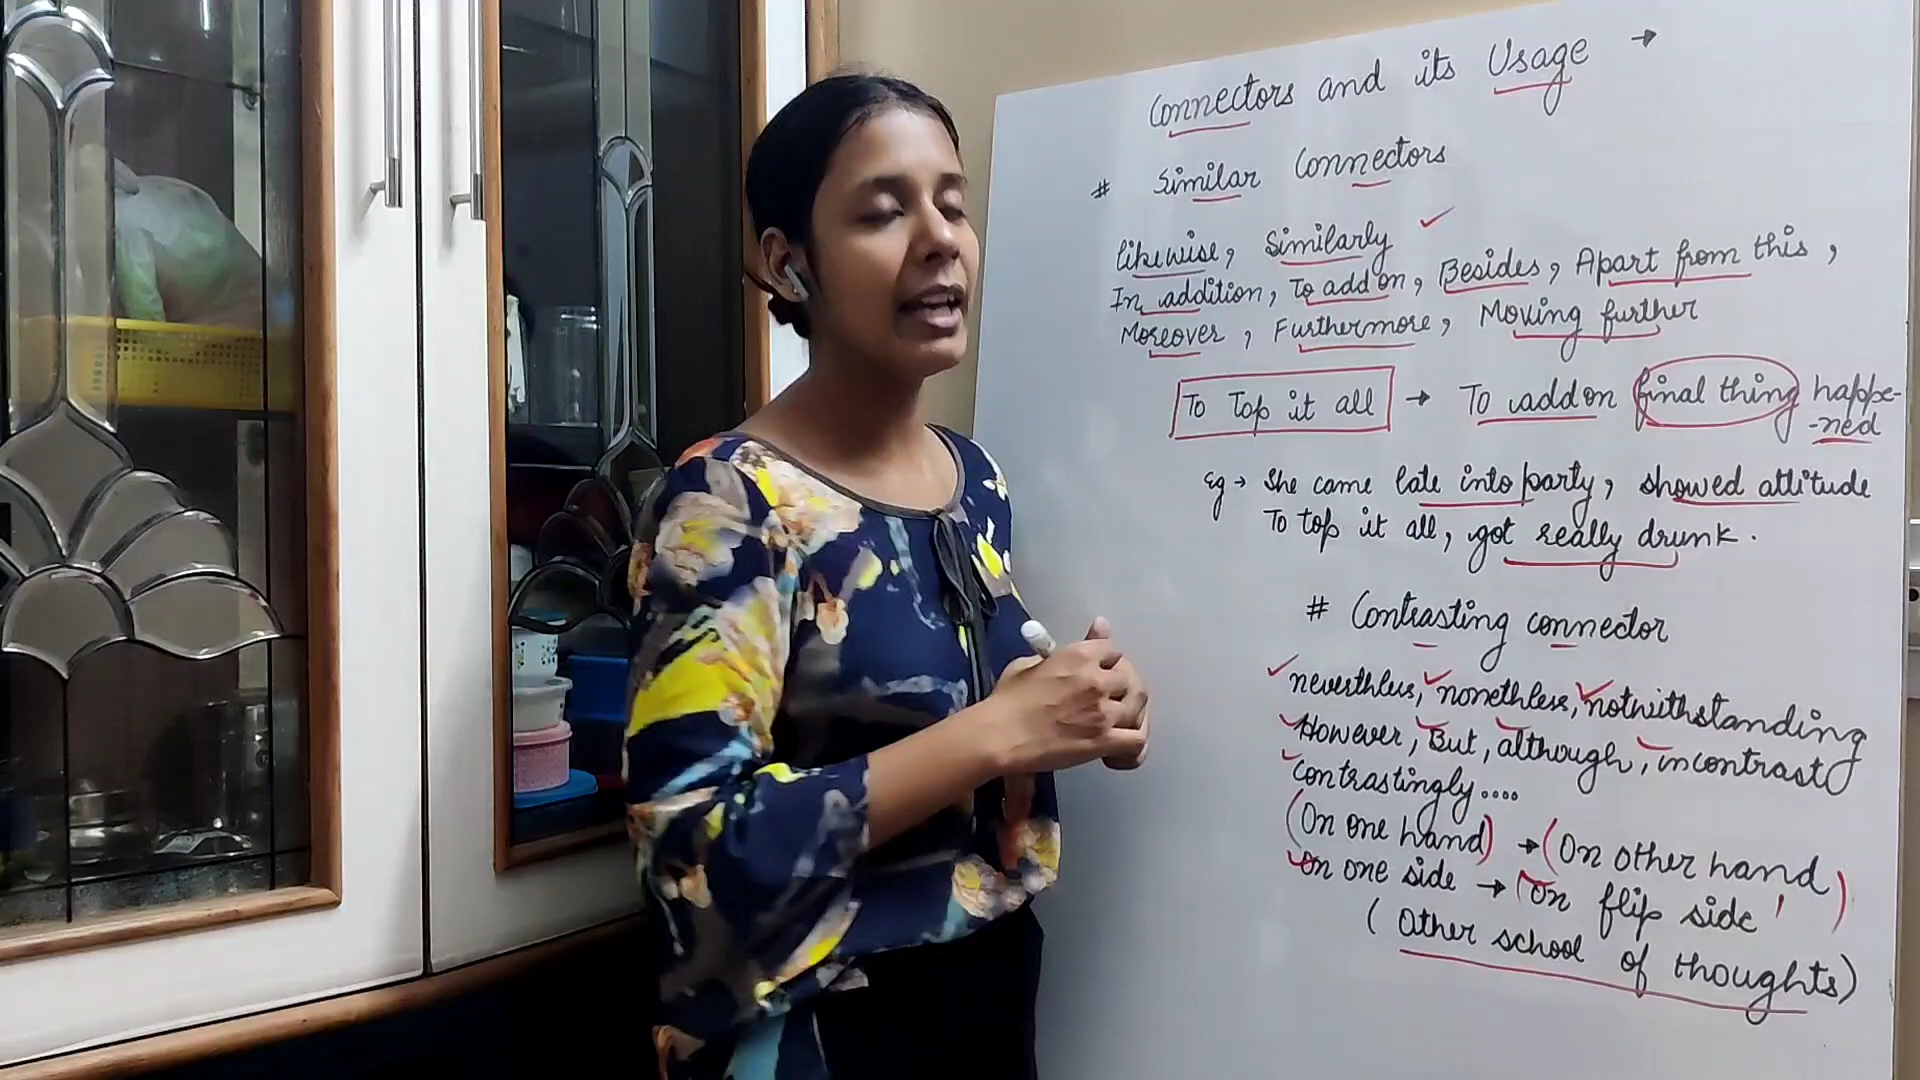 Connectors and its Usage →
# Similar Connectors
likewise, Similarly
In addition, To add on, Besides, Apart from this,
Moreover, Furthermore, Moving further
To Top it all → To add on final thing happe-
-ned
eg → She came late into party, showed attitude
To top it all, got really drunk.
# Contrasting connector
neverthless, nonethless, notwithstanding
However, But, although, incontrast
contrastingly....
(On one hand) → (On other hand)
On one side → On flip side
(Other school of thoughts)